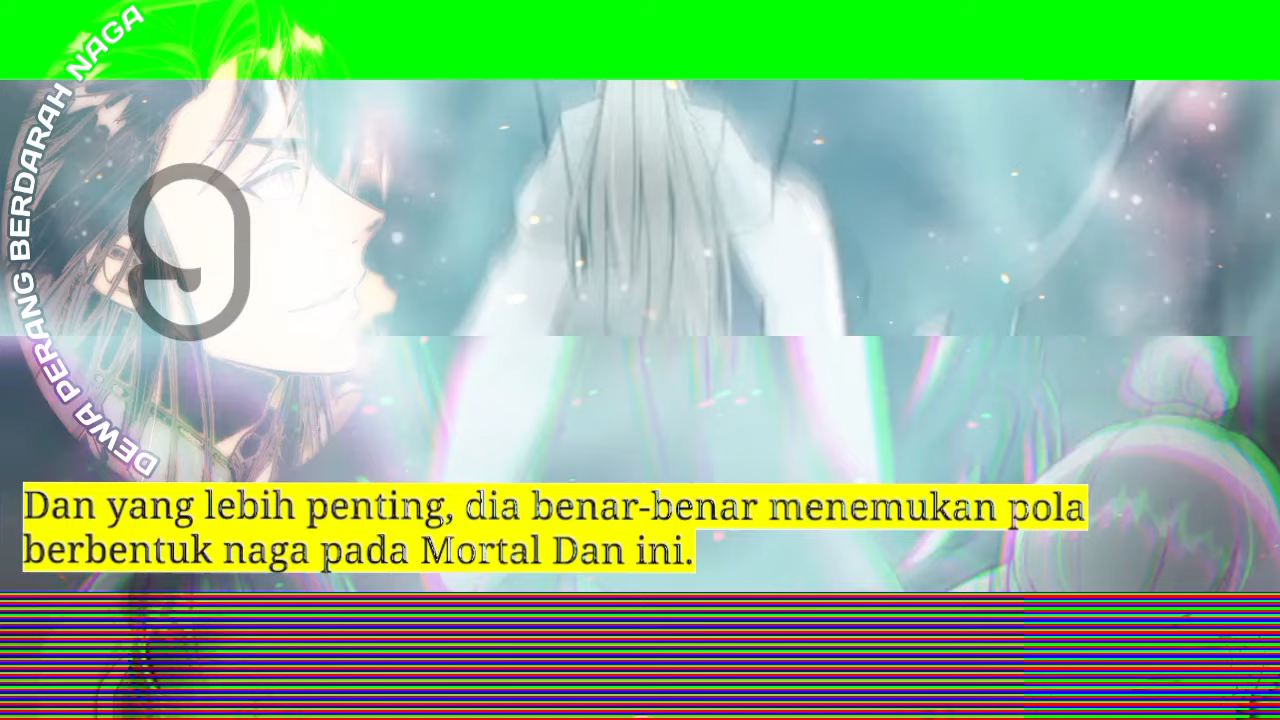 DEWA PERANG BERDARAH NAGA
Dan yang lebih penting, dia benar-benar menemukan pola
berbentuk naga pada Mortal Dan ini.